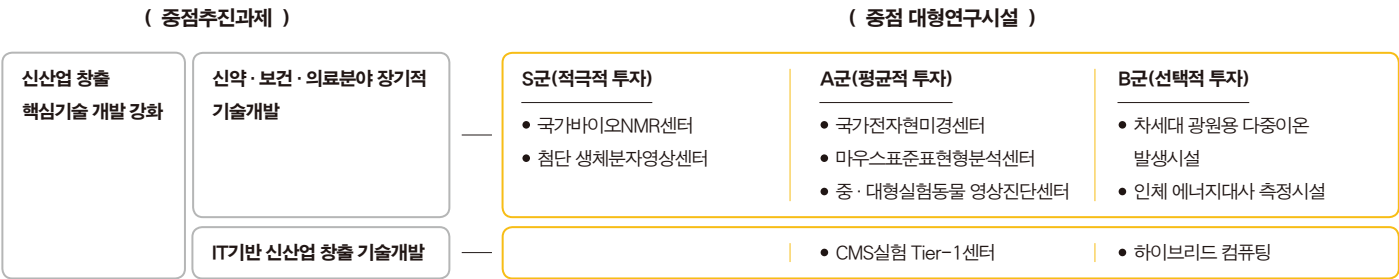 ( 중점추진과제 )
( 중점 대형연구시설 )
신산업 창출
핵심기술 개발 강화
신약 · 보건 · 의료분야 장기적
기술개발
S군(적극적 투자)
• 국가바이오NMR센터
• 첨단 생체분자영상센터
A군(평균적 투자)
• 국가전자현미경센터
• 마우스표준표현형분석센터
• 중 · 대형실험동물 영상진단센터
B군(선택적 투자)
• 차세대 광원용 다중이온
발생시설
• 인체 에너지대사 측정시설
IT기반 신산업 창출 기술개발
• CMS실험 Tier-1센터
• 하이브리드 컴퓨팅